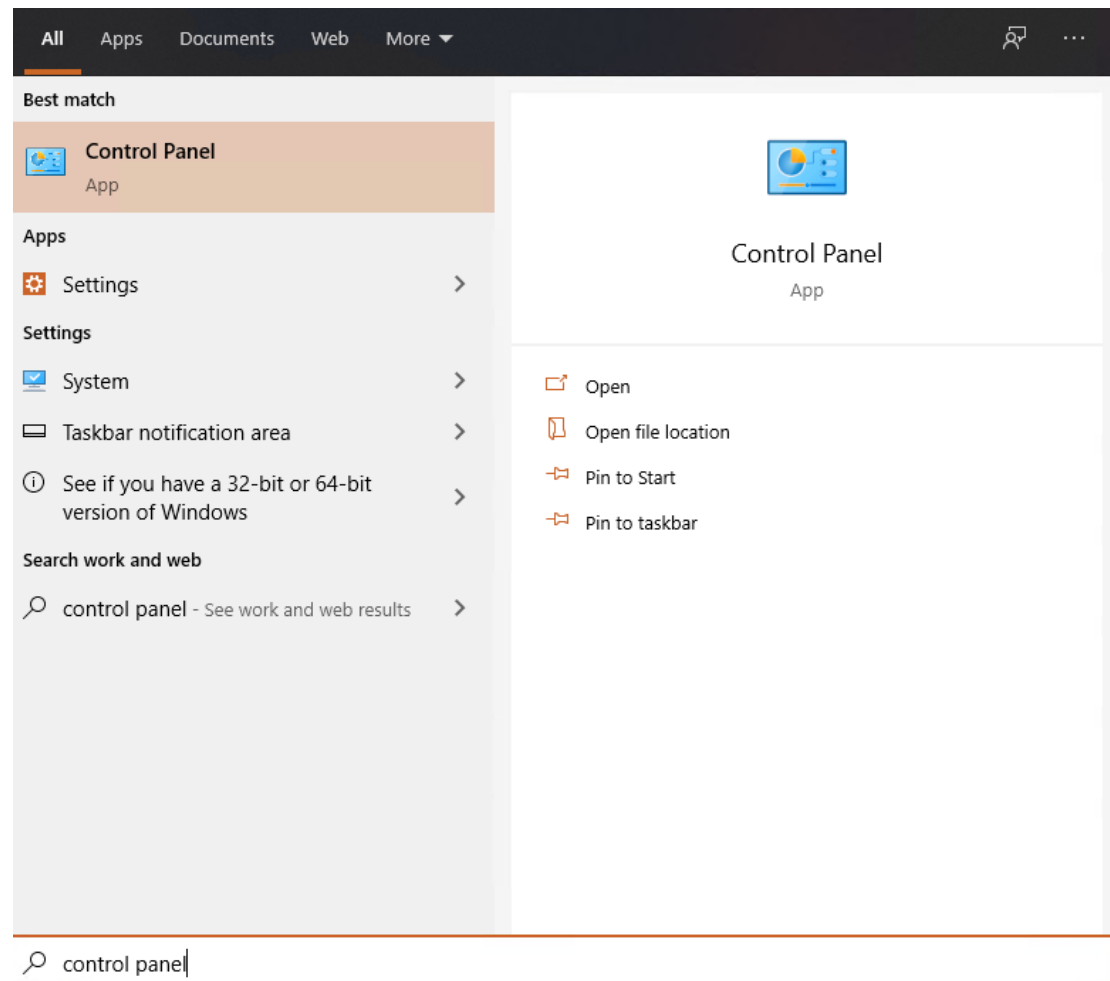 All Apps Documents Web More
Best match
Control Panel
App
Apps
Settings
Settings
System
Taskbar notification area
See if you have a 32-bit or 64-bit
version of Windows
Search work and web
control panel - See work and web results
Control Panel
App
Open
Open file location
Pin to Start
Pin to taskbar
control panel